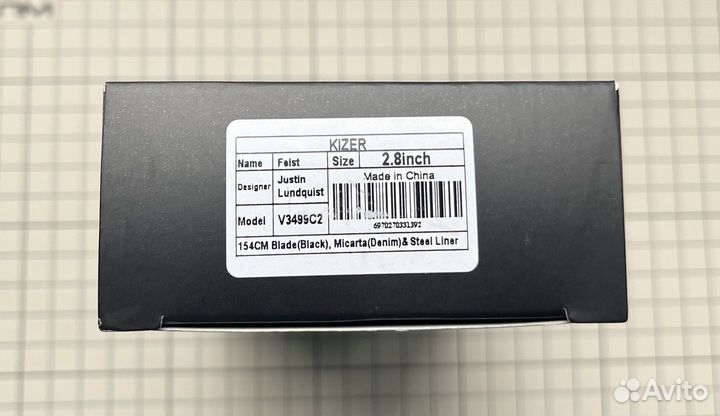 KIZER
Name Feist Size 2.8inch
Designer Justin Lundquist Made in China
Model V3499C2
6970270331392
154CM Blade(Black), Micarta(Denim)& Steel Liner
Avito